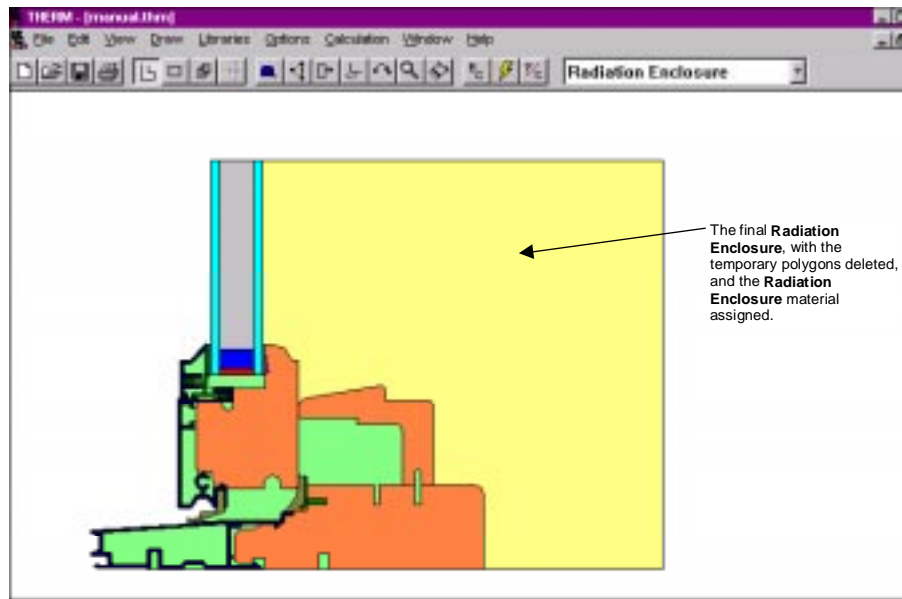 THERM - [manual.thm]
File Edit View Draw Libraries Options Calculation Window Help
Radiation Enclosure
The final Radiation
Enclosure, with the
temporary polygons deleted,
and the Radiation
Enclosure material
assigned.